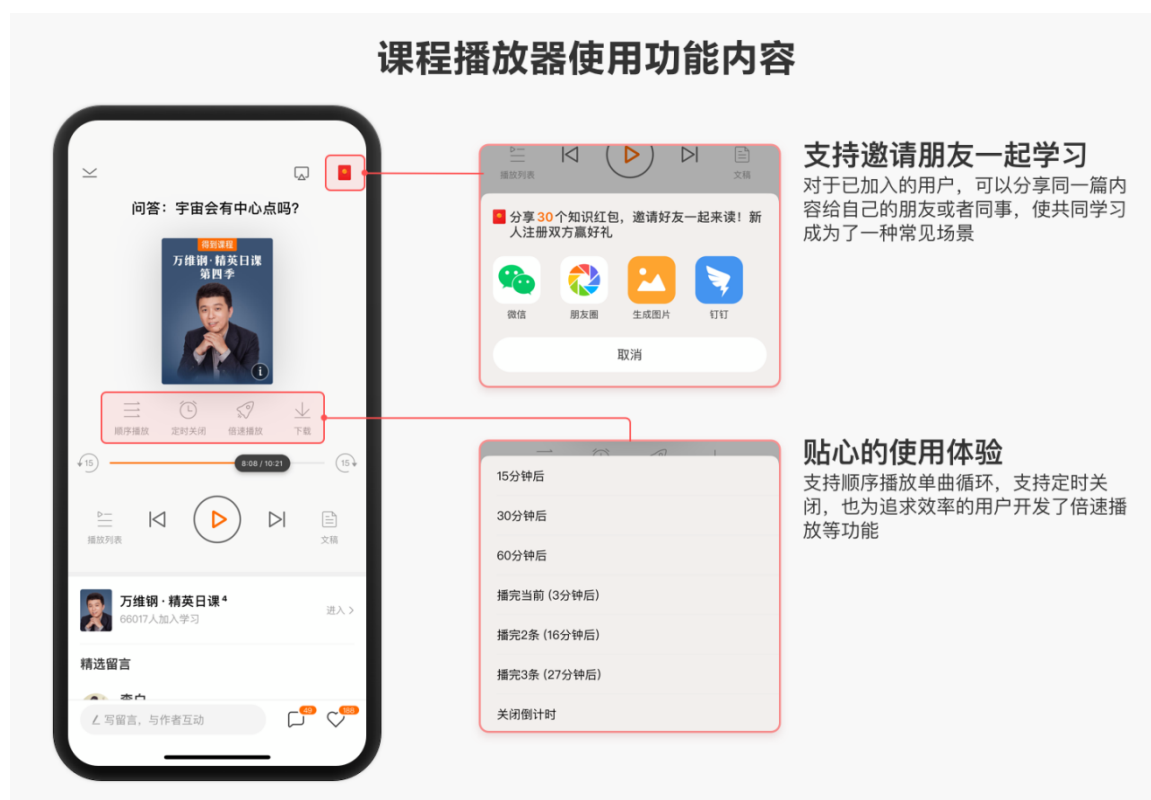 课程播放器使用功能内容
问答：宇宙会有中心点吗?
得到课程
万维钢·精英日课
第四季
顺序播放
定时关闭
倍速播放
下载
15
8:08 / 10:21
15
播放列表
文稿
万维钢·精英日课⁴
66017人加入学习
进入
精选留言
李白
写留言，与作者互动
49
186
播放列表
文稿
分享30个知识红包，邀请好友一起来读！新
人注册双方赢好礼
微信
朋友圈
生成图片
钉钉
取消
支持邀请朋友一起学习
对于已加入的用户，可以分享同一篇内
容给自己的朋友或者同事，使共同学习
成为了一种常见场景
15分钟后
30分钟后
60分钟后
播完当前 (3分钟后)
播完2条 (16分钟后)
播完3条 (27分钟后)
关闭倒计时
贴心的使用体验
支持顺序播放单曲循环，支持定时关
闭，也为追求效率的用户开发了倍速播
放等功能